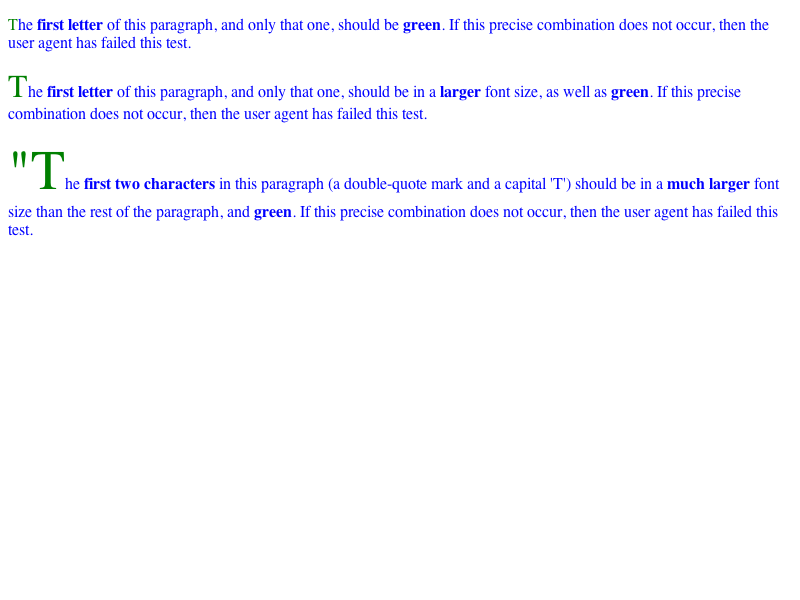 The first letter of this paragraph, and only that one, should be green. If this precise combination does not occur, then the
user agent has failed this test.
The first letter of this paragraph, and only that one, should be in a larger font size, as well as green. If this precise
combination does not occur, then the user agent has failed this test.
"The first two characters in this paragraph (a double-quote mark and a capital 'T') should be in a much larger font
size than the rest of the paragraph, and green. If this precise combination does not occur, then the user agent has failed this
test.